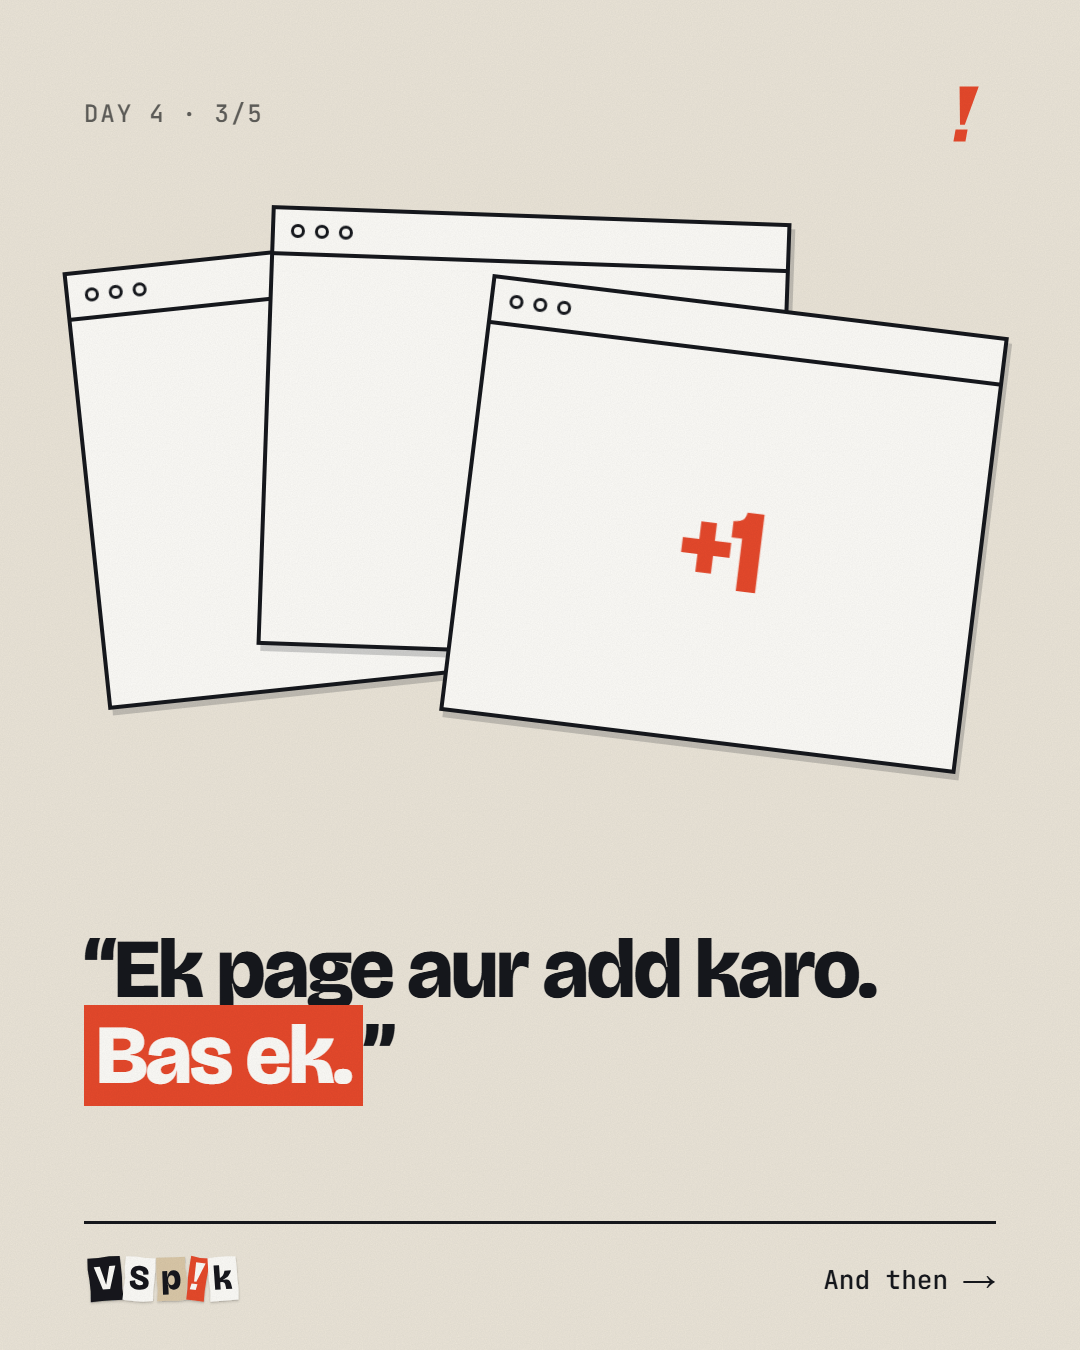 DAY 4 · 3/5
!
+1
“Ek page aur add karo.
Bas ek.”
VSp!k
And then →